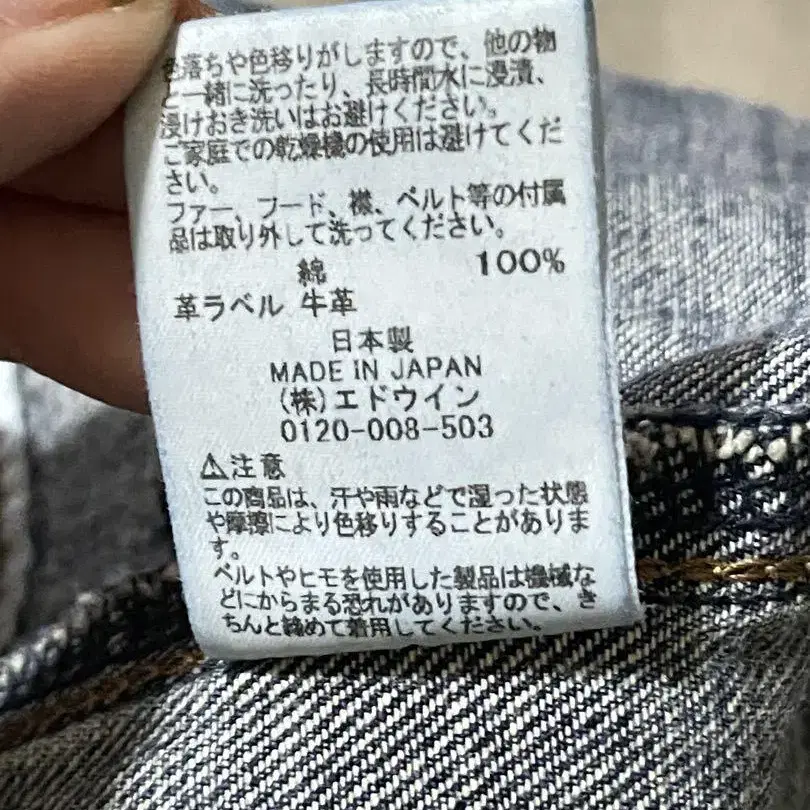 色落ちや色移りがしますので、他の物
と一緒に洗ったり、長時間水に浸漬、
浸けおき洗いはお避けください。
ご家庭での乾燥機の使用は避けてくだ
さい。
ファー、フード、襟、ベルト等の付属
品は取り外して洗ってください。
綿 100%
革ラベル 牛革
日本製
MADE IN JAPAN
(株)エドウイン
0120-008-503
⚠注意
この商品は、汗や雨などで湿った状態
や摩擦により色移りすることがありま
す。
ベルトやヒモを使用した製品は機械な
どにからまる恐れがありますので、き
ちんと締めて着用してください。